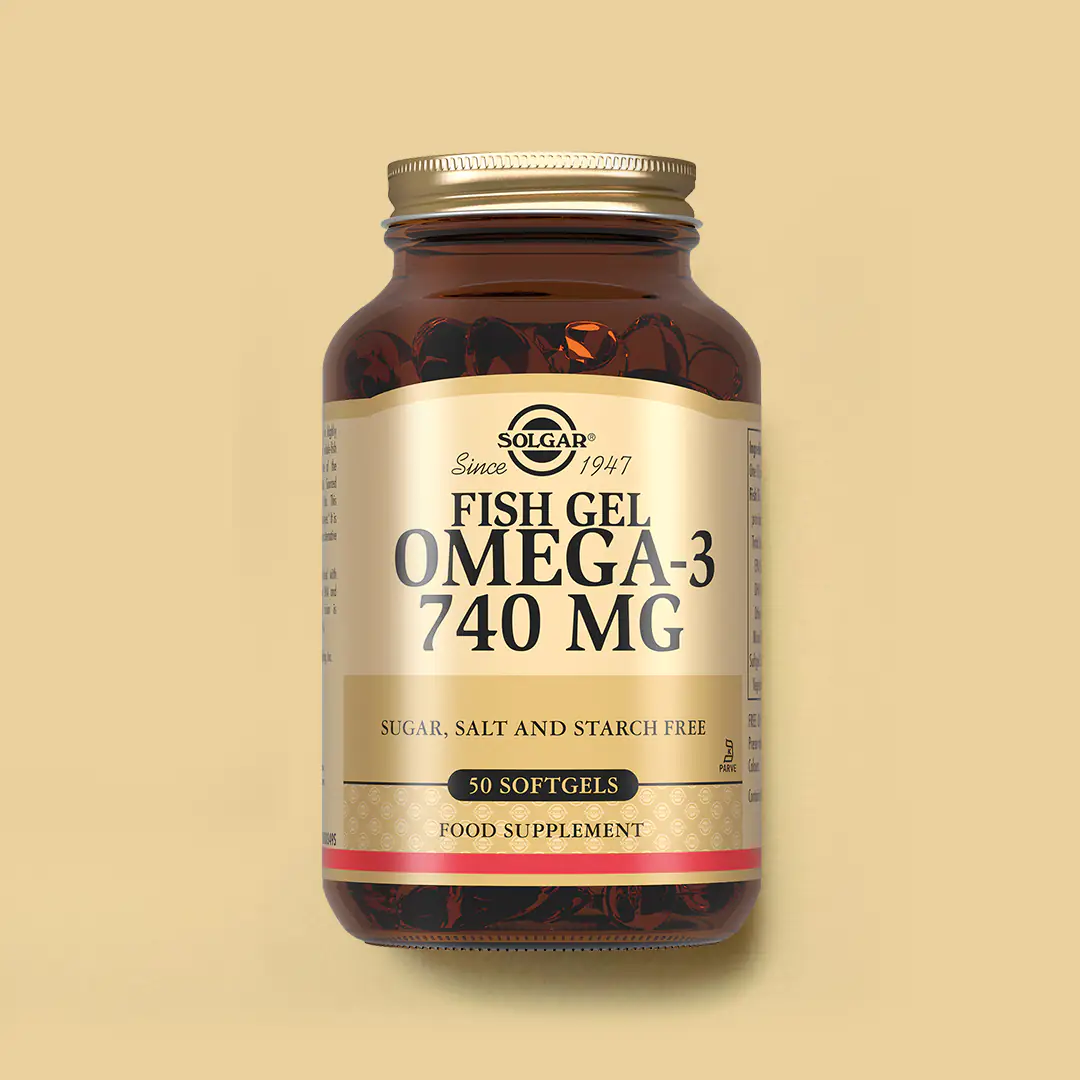 SOLGAR®
Since 1947
FISH GEL
OMEGA-3
740 MG
SUGAR, SALT AND STARCH FREE
PARVE
50 SOFTGELS
FOOD SUPPLEMENT